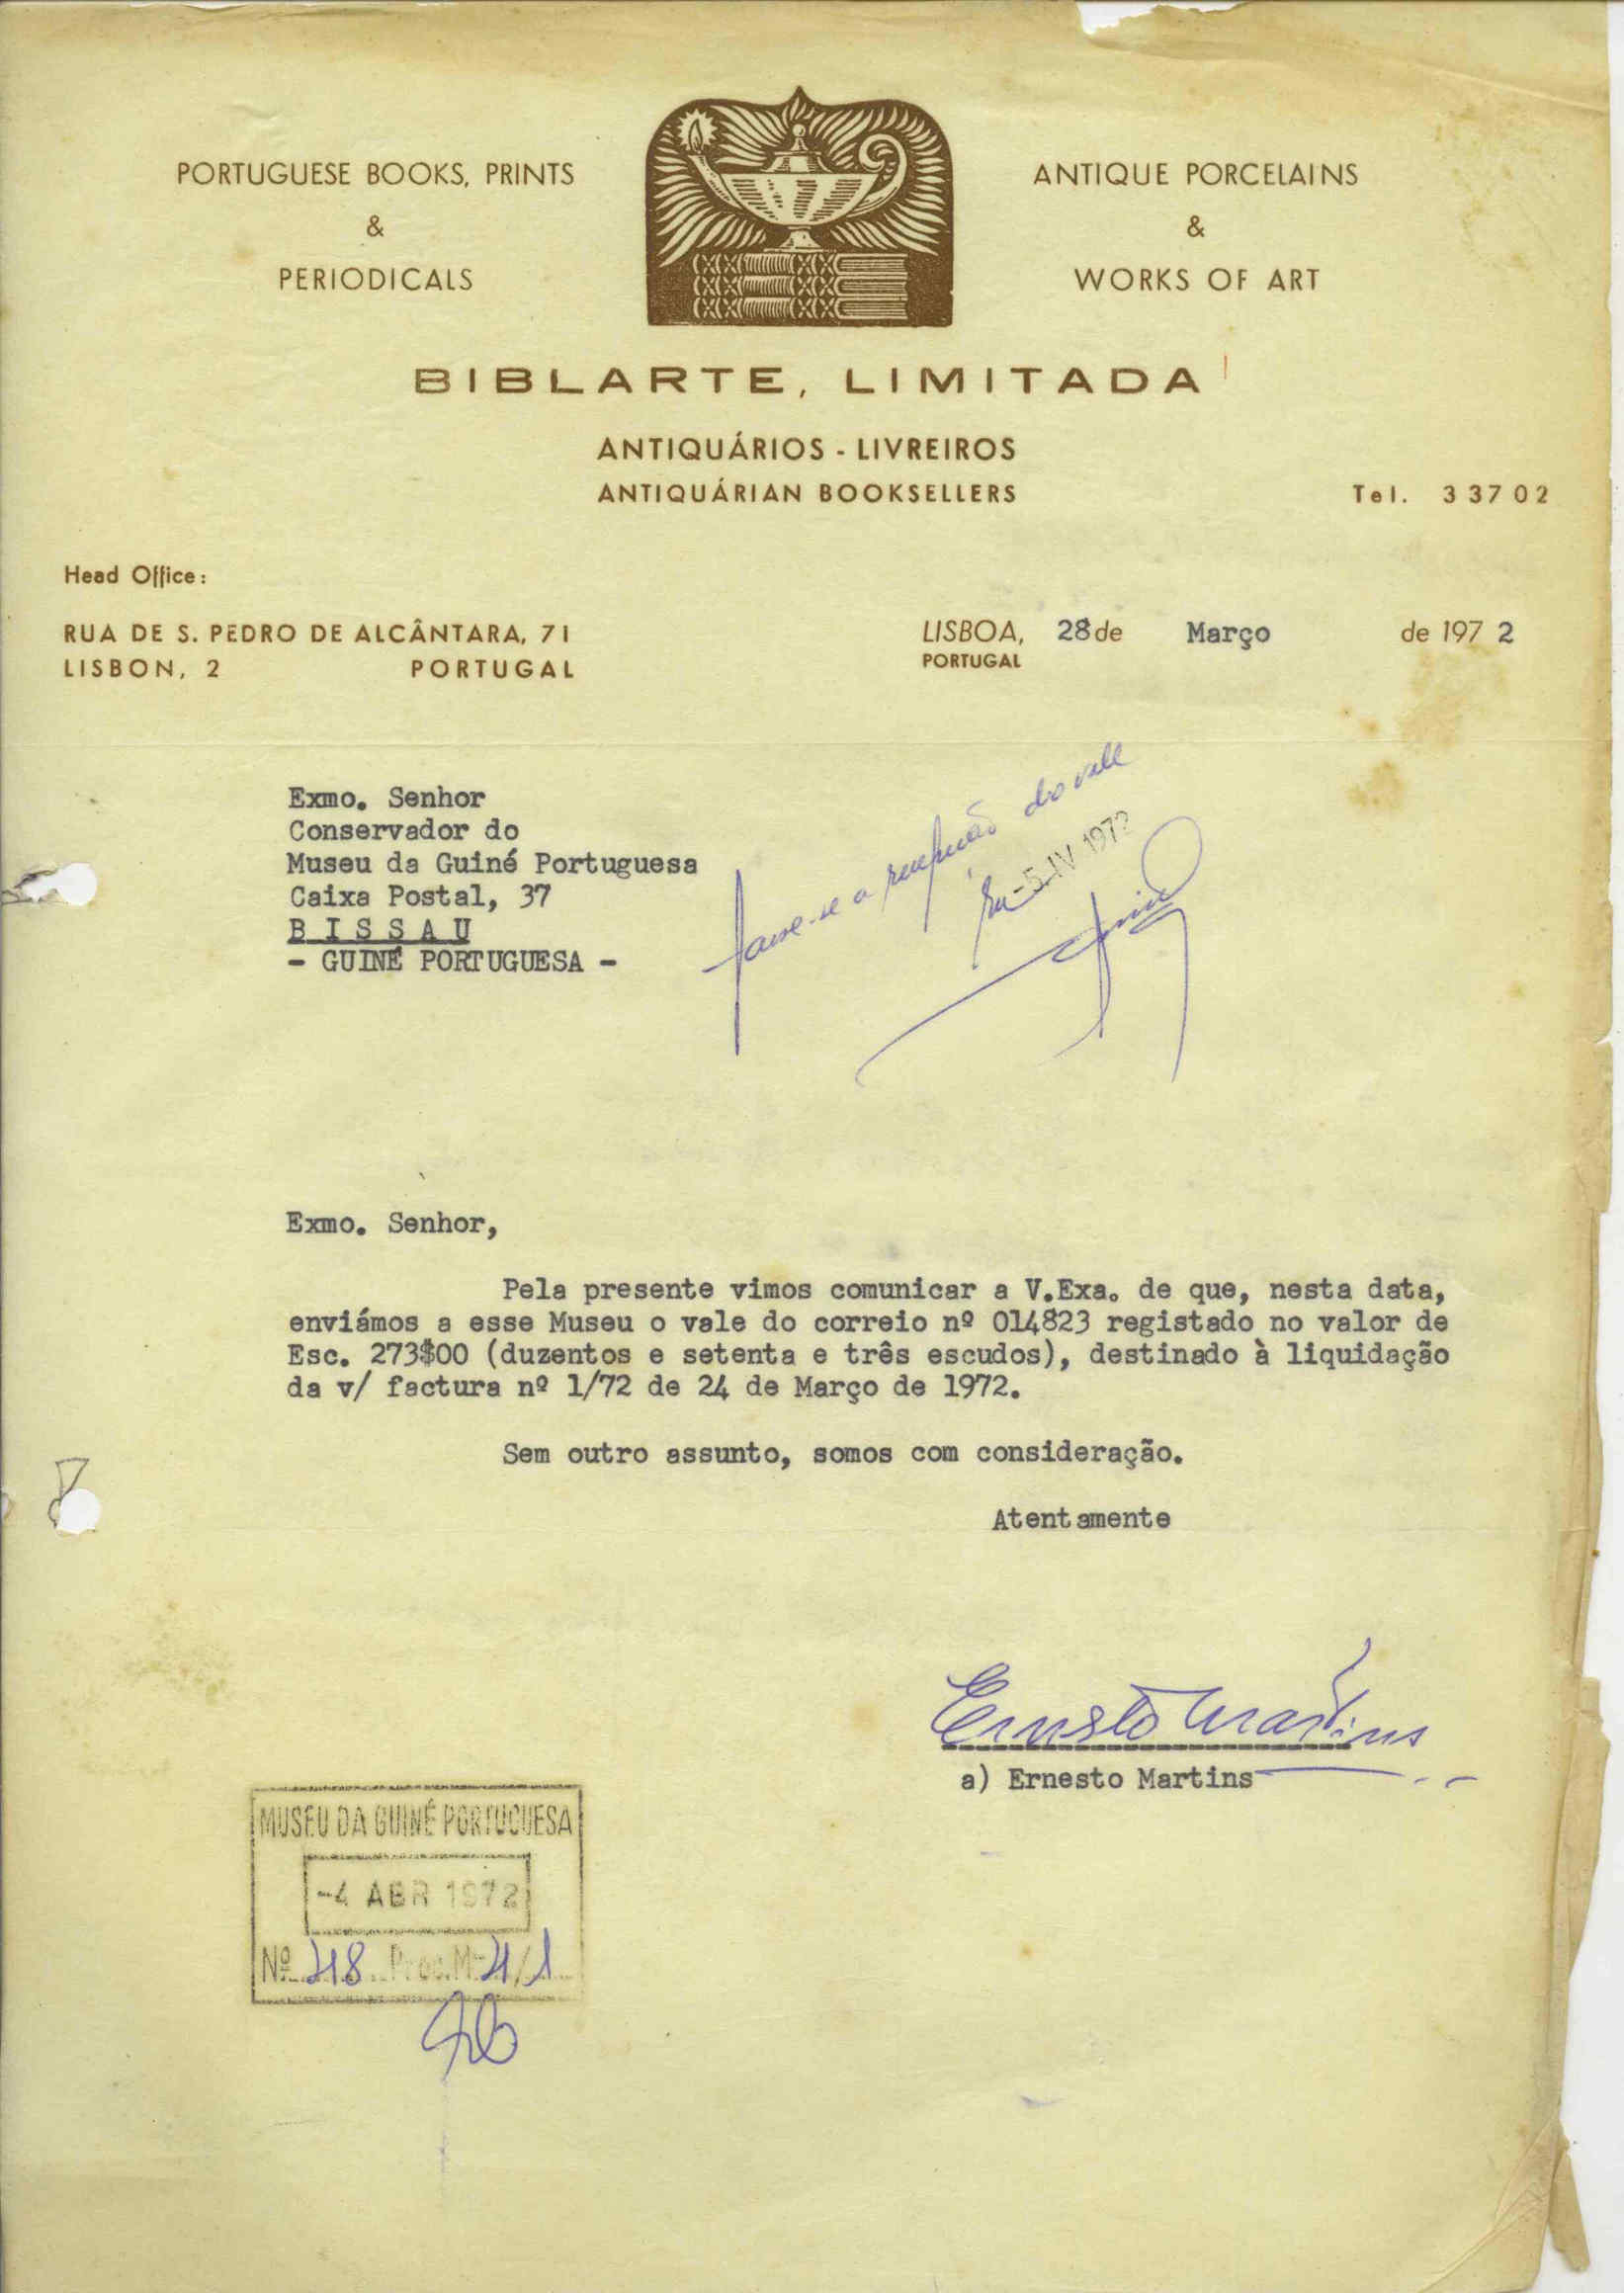 PORTUGUESE BOOKS, PRINTS
&
PERIODICALS
ANTIQUE PORCELAINS
&
WORKS OF ART
BIBLARTE, LIMITADA
ANTIQUÁRIOS - LIVREIROS
ANTIQUÁRIAN BOOKSELLERS
Tel. 33702
Head Office:
RUA DE S. PEDRO DE ALCÂNTARA, 71
LISBON, 2 PORTUGAL
LISBOA, 28 de Março de 1972
PORTUGAL
do vale
-5.IV 1972
Exmo. Senhor
Conservador do
Museu da Guiné Portuguesa
Caixa Postal, 37
BISSAU
- GUINÉ PORTUGUESA -
Exmo. Senhor,
Pela presente vimos comunicar a V.Exa. de que, nesta data,
enviámos a esse Museu o vale do correio nº 014823 registado no valor de
Esc. 273$00 (duzentos e setenta e três escudos), destinado à liquidação
da v/ factura nº 1/72 de 24 de Março de 1972.
Sem outro assunto, somos com consideração.
Atentamente
Ernesto Martins
a) Ernesto Martins
MUSEU DA GUINÉ PORTUGUESA
-4 ABR 1972
Nº 48 Proc. M-4/1